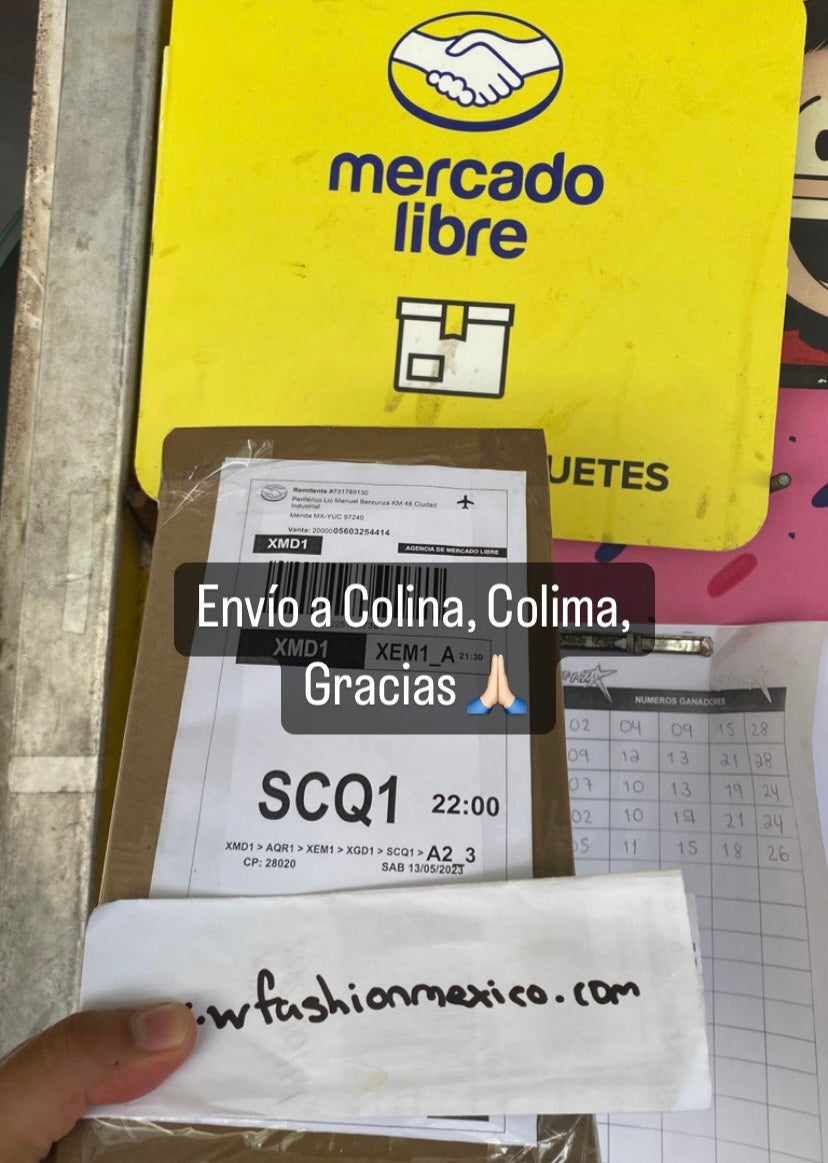 mercado
libre
UETES
Remitente #731789130
Periférico Lic Manuel Berzunza KM 48 Ciudad
Industrial
Mérida MX-YUC 97240
Venta: 2000005603254414
XMD1
AGENCIA DE MERCADO LIBRE
Envío a Colina, Colima,
Gracias 🙏🏻
XMD1
XEM1_A 21:30
SCQ1 22:00
XMD1 > AQR1 > XEM1 > XGD1 > SCQ1 > A2_3
CP: 28020
SAB 13/05/2023
NUMEROS GANADORES
02 04 09 15 28
09 12 13 21 28
07 10 13 19 24
02 10 19 21 24
05 11 15 18 26
.wfashionmexico.com